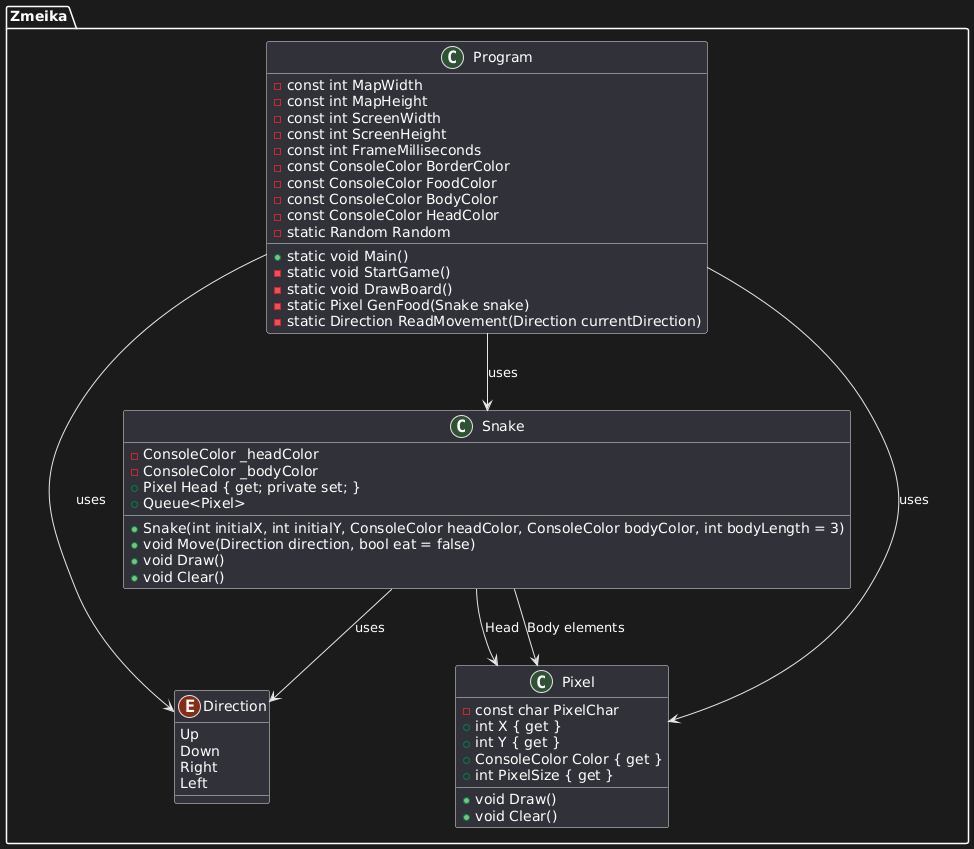 Zmeika
C Program
const int MapWidth
const int MapHeight
const int ScreenWidth
const int ScreenHeight
const int FrameMilliseconds
const ConsoleColor BorderColor
const ConsoleColor FoodColor
const ConsoleColor BodyColor
const ConsoleColor HeadColor
static Random Random
static void Main()
static void StartGame()
static void DrawBoard()
static Pixel GenFood(Snake snake)
static Direction ReadMovement(Direction currentDirection)
uses
C Snake
ConsoleColor _headColor
ConsoleColor _bodyColor
Pixel Head { get; private set; }
Queue<Pixel>
Snake(int initialX, int initialY, ConsoleColor headColor, ConsoleColor bodyColor, int bodyLength = 3)
void Move(Direction direction, bool eat = false)
void Draw()
void Clear()
uses
uses
uses
Head
Body elements
E Direction
Up
Down
Right
Left
C Pixel
const char PixelChar
int X { get }
int Y { get }
ConsoleColor Color { get }
int PixelSize { get }
void Draw()
void Clear()